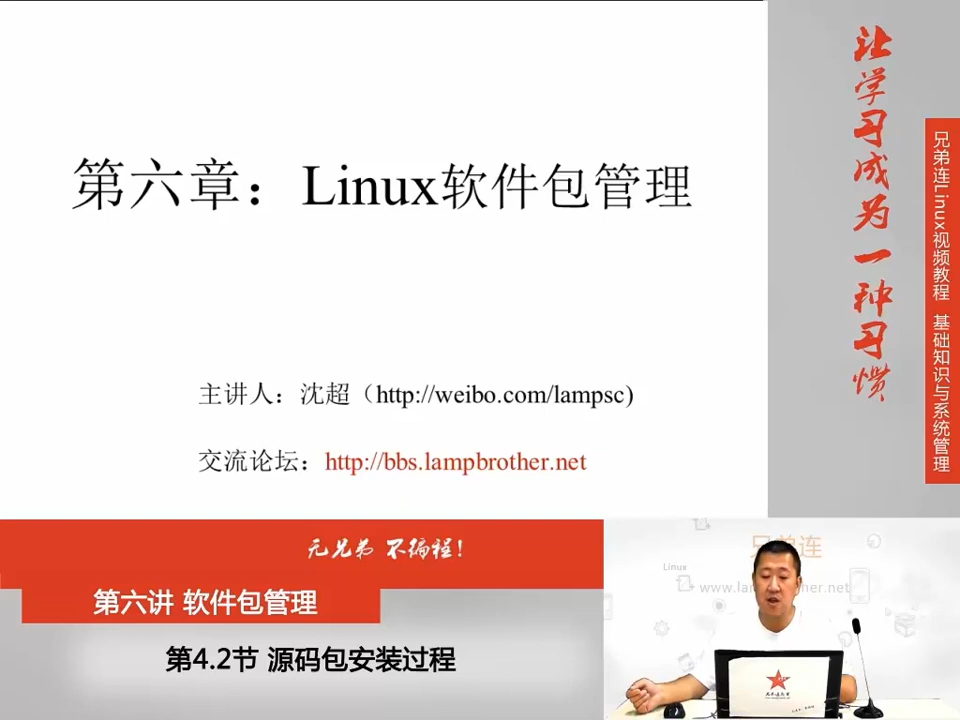 第六章：Linux软件包管理
主讲人：沈超（http://weibo.com/lampsc)
交流论坛：http://bbs.lampbrother.net
让学习成为一种习惯
兄弟连Linux视频教程 基础知识与系统管理
无兄弟 不编程！
第六讲 软件包管理
第4.2节 源码包安装过程
兄弟连
Linux